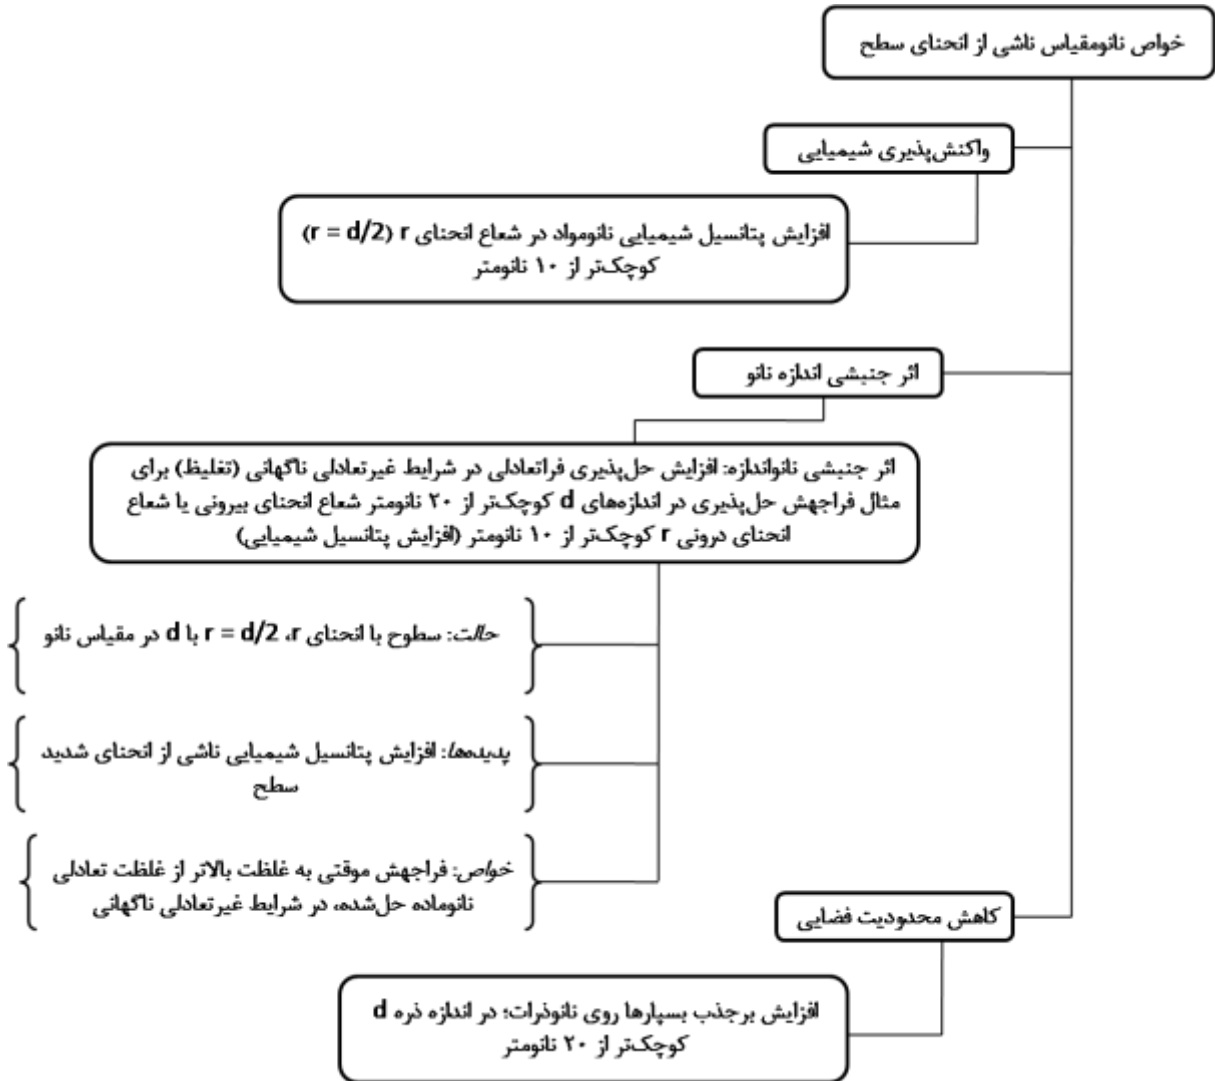 خواص نانومقیاس ناشی از انحنای سطح
واکنش‌پذیری شیمیایی
افزایش پتانسیل شیمیایی نانومواد در شعاع انحنای r (r = d/2)
کوچک‌تر از ۱۰ نانومتر
اثر جنبشی اندازه نانو
اثر جنبشی نانواندازه: افزایش حل‌پذیری فراتعادلی در شرایط غیرتعادلی ناگهانی (تغلیظ) برای
مثال فراجهش حل‌پذیری در اندازه‌های d کوچک‌تر از ۲۰ نانومتر شعاع انحنای بیرونی یا شعاع
انحنای درونی r کوچک‌تر از ۱۰ نانومتر (افزایش پتانسیل شیمیایی)
حالت: سطوح با انحنای r، r = d/2 با d در مقیاس نانو
پدیده‌ها: افزایش پتانسیل شیمیایی ناشی از انحنای شدید
سطح
خواص: فراجهش موقتی به غلظت بالاتر از غلظت تعادلی
نانوماده حل‌شده، در شرایط غیرتعادلی ناگهانی
کاهش محدودیت فضایی
افزایش برجذب بسپارها روی نانوذرات؛ در اندازه ذره d
کوچک‌تر از ۲۰ نانومتر